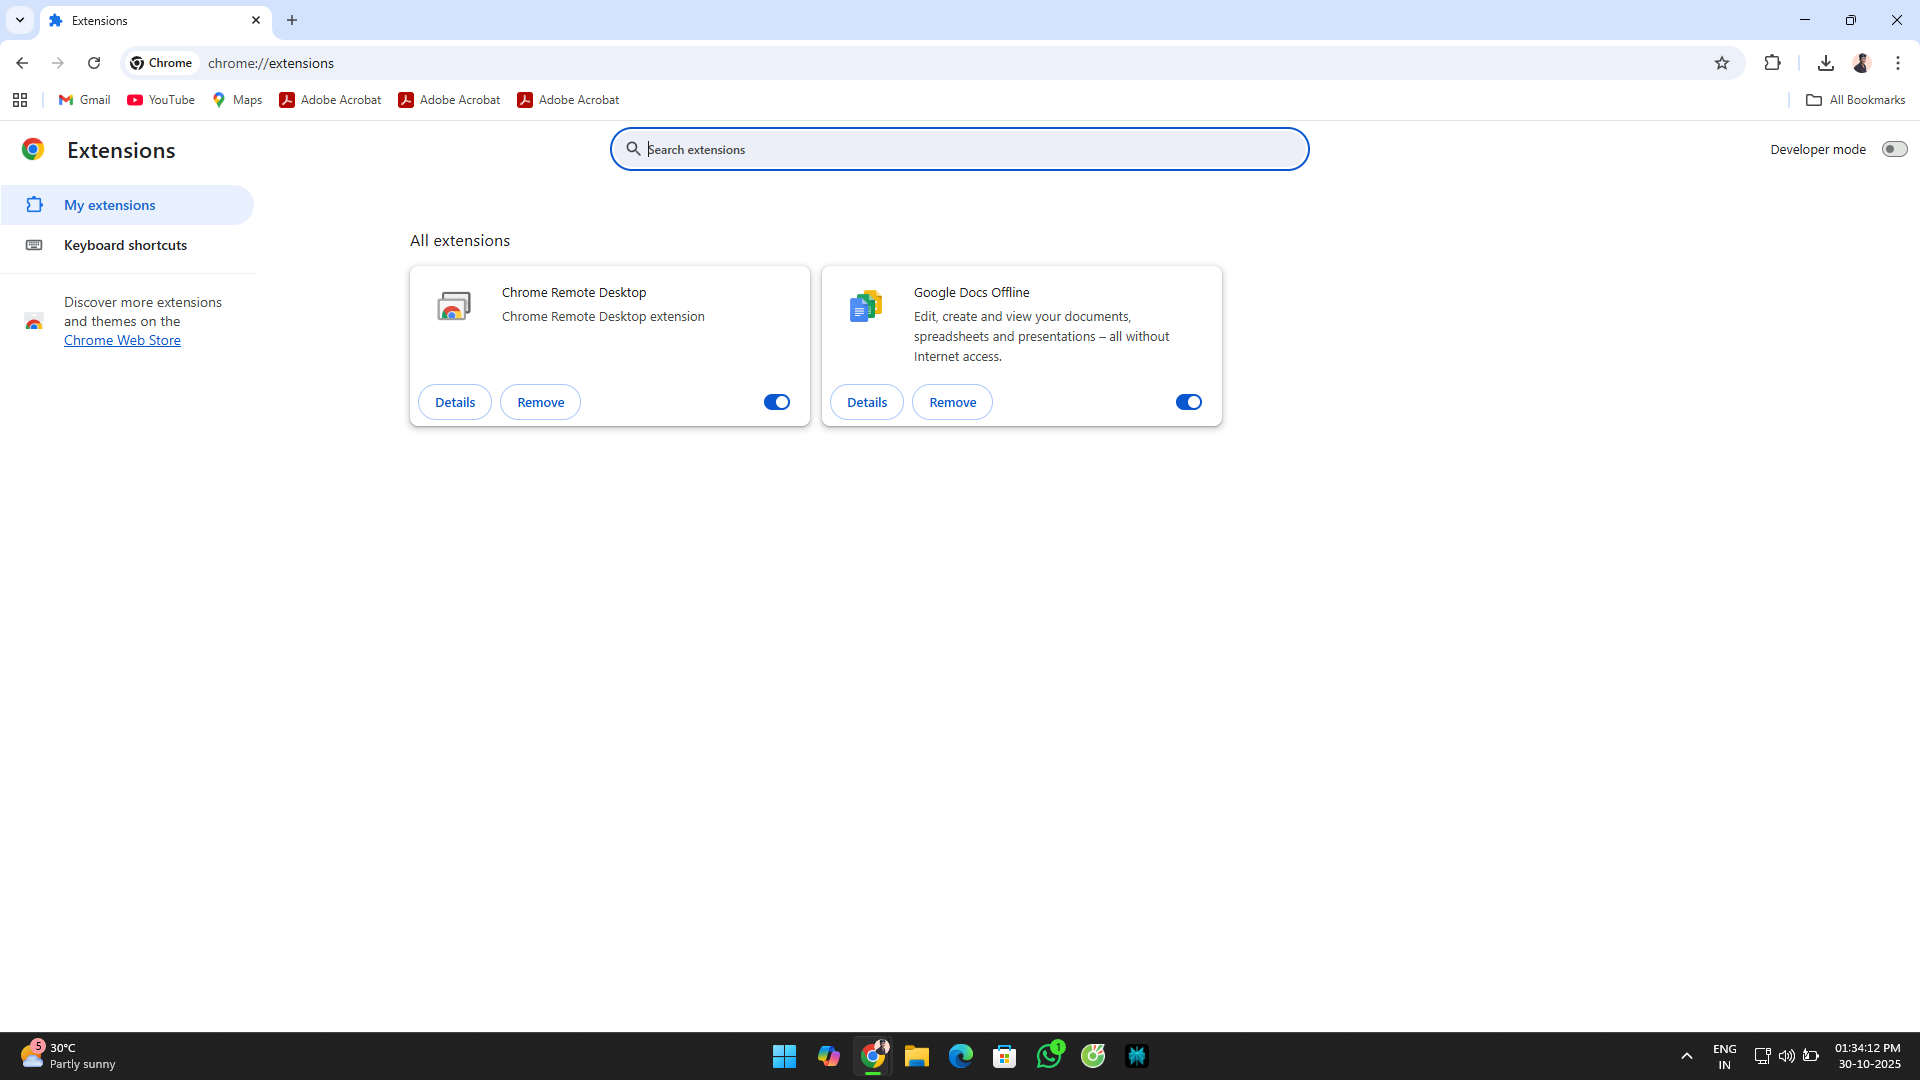 Extensions
Chrome
chrome://extensions
Gmail
YouTube
Maps
Adobe Acrobat
Adobe Acrobat
Adobe Acrobat
All Bookmarks
Extensions
Search extensions
Developer mode
My extensions
Keyboard shortcuts
Discover more extensions
and themes on the
Chrome Web Store
All extensions
Chrome Remote Desktop
Chrome Remote Desktop extension
Details
Remove
Google Docs Offline
Edit, create and view your documents,
spreadsheets and presentations – all without
Internet access.
Details
Remove
5
30°C
Partly sunny
1
ENG
IN
01:34:12 PM
30-10-2025